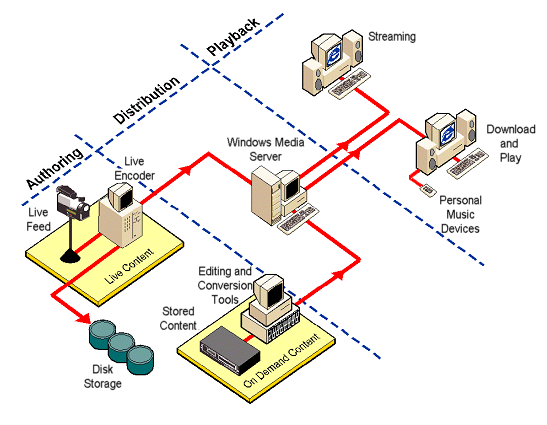 Playback
Distribution
Authoring
Streaming
Download
and
Play
Personal
Music
Devices
Windows Media
Server
Live
Encoder
Live
Feed
Live Content
Editing and
Conversion
Tools
Stored
Content
On Demand Content
Disk
Storage